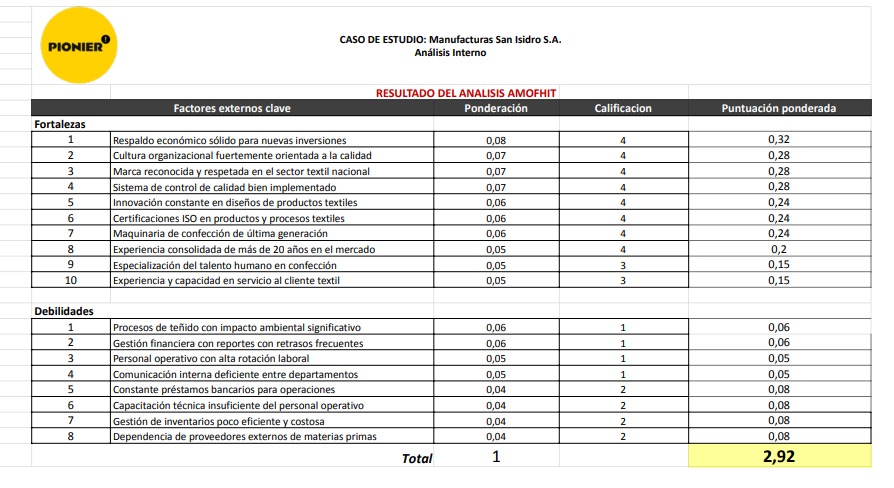 PIONIER!
CASO DE ESTUDIO: Manufacturas San Isidro S.A.
Análisis Interno
RESULTADO DEL ANALISIS AMOFHIT
Factores externos clave Ponderación Calificacion Puntuación ponderada
Fortalezas
1 Respaldo económico sólido para nuevas inversiones 0,08 4 0,32
2 Cultura organizacional fuertemente orientada a la calidad 0,07 4 0,28
3 Marca reconocida y respetada en el sector textil nacional 0,07 4 0,28
4 Sistema de control de calidad bien implementado 0,07 4 0,28
5 Innovación constante en diseños de productos textiles 0,06 4 0,24
6 Certificaciones ISO en productos y procesos textiles 0,06 4 0,24
7 Maquinaria de confección de última generación 0,06 4 0,24
8 Experiencia consolidada de más de 20 años en el mercado 0,05 4 0,2
9 Especialización del talento humano en confección 0,05 3 0,15
10 Experiencia y capacidad en servicio al cliente textil 0,05 3 0,15
Debilidades
1 Procesos de teñido con impacto ambiental significativo 0,06 1 0,06
2 Gestión financiera con reportes con retrasos frecuentes 0,06 1 0,06
3 Personal operativo con alta rotación laboral 0,05 1 0,05
4 Comunicación interna deficiente entre departamentos 0,05 1 0,05
5 Constante préstamos bancarios para operaciones 0,04 2 0,08
6 Capacitación técnica insuficiente del personal operativo 0,04 2 0,08
7 Gestión de inventarios poco eficiente y costosa 0,04 2 0,08
8 Dependencia de proveedores externos de materias primas 0,04 2 0,08
Total 1 2,92